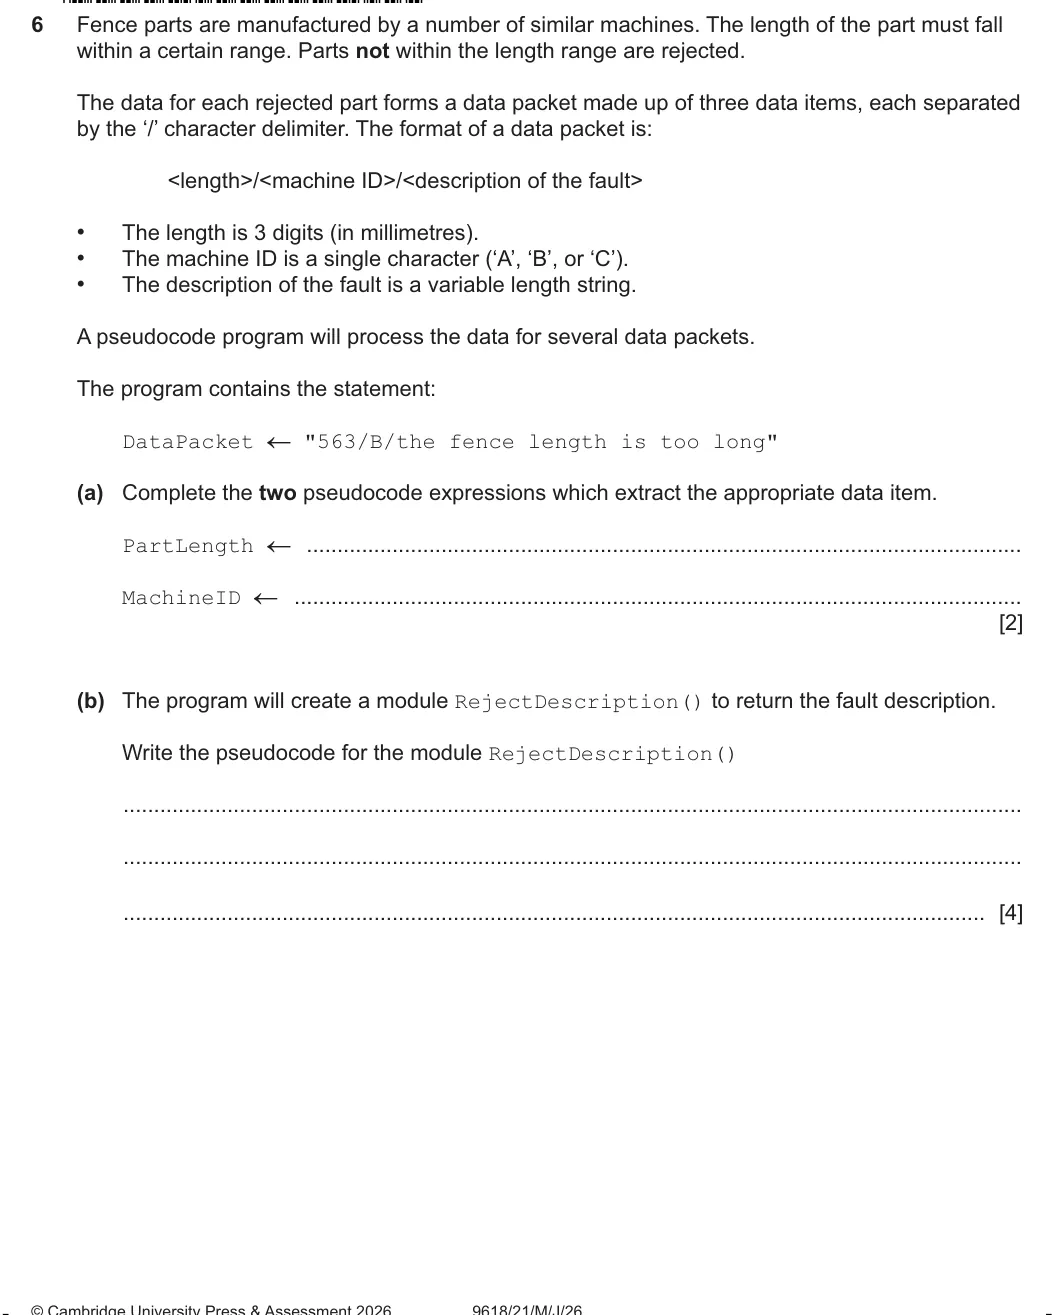 6 Fence parts are manufactured by a number of similar machines. The length of the part must fall
within a certain range. Parts not within the length range are rejected.
The data for each rejected part forms a data packet made up of three data items, each separated
by the ‘/’ character delimiter. The format of a data packet is:
<length>/<machine ID>/<description of the fault>
• The length is 3 digits (in millimetres).
• The machine ID is a single character (‘A’, ‘B’, or ‘C’).
• The description of the fault is a variable length string.
A pseudocode program will process the data for several data packets.
The program contains the statement:
DataPacket ← "563/B/the fence length is too long"
(a) Complete the two pseudocode expressions which extract the appropriate data item.
PartLength ← ........................................................................................................................
MachineID ← ..........................................................................................................................
[2]
(b) The program will create a module RejectDescription() to return the fault description.
Write the pseudocode for the module RejectDescription()
.......................................................................................................................................................
.......................................................................................................................................................
................................................................................................................................................. [4]
© Cambridge University Press & Assessment 2026 9618/21/M/J/26